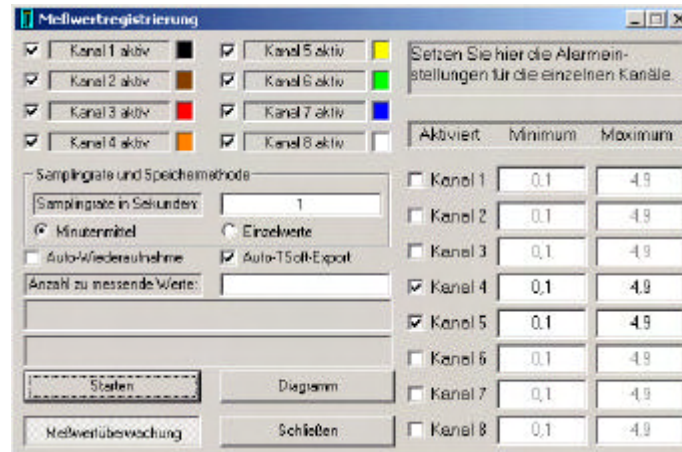 Meßwertregistrierung
Kanal 1 aktiv
Kanal 5 aktiv
Kanal 2 aktiv
Kanal 6 aktiv
Kanal 3 aktiv
Kanal 7 aktiv
Kanal 4 aktiv
Kanal 8 aktiv
Samplingrate und Speichermethode
Samplingrate in Sekunden: 1
Minutenmittel
Einzelwerte
Auto-Wiederaufnahme
Auto-TSoft-Export
Anzahl zu messende Werte:
Starten
Diagramm
Meßwertüberwachung
Schließen
Setzen Sie hier die Alarmein-
stellungen für die einzelnen Kanäle.
Aktiviert Minimum Maximum
Kanal 1 0,1 4,9
Kanal 2 0,1 4,9
Kanal 3 0,1 4,9
Kanal 4 0,1 4,9
Kanal 5 0,1 4,9
Kanal 6 0,1 4,9
Kanal 7 0,1 4,9
Kanal 8 0,1 4,9